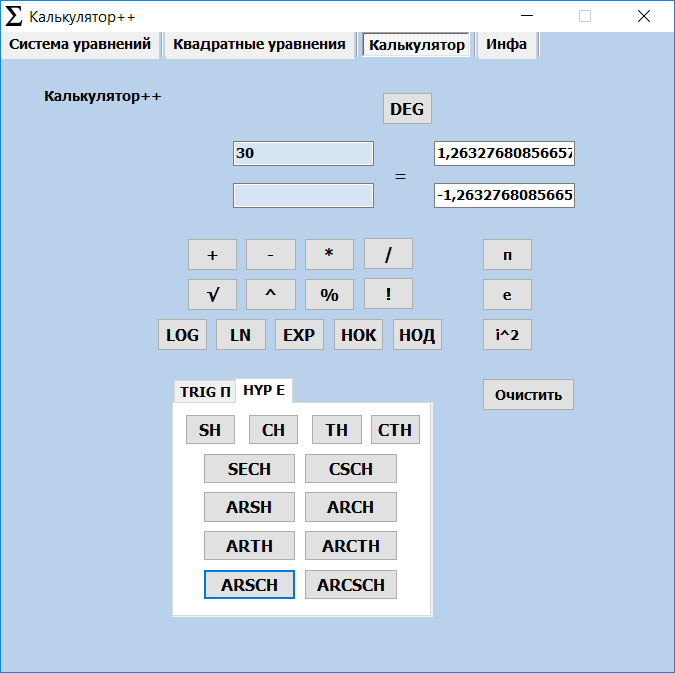 Σ Калькулятор++
Система уравнений Квадратные уравнения Калькулятор Инфа
Калькулятор++
DEG
30 1,26327680856657
=
-1,2632768085665
+ - * / п
√ ^ % ! е
LOG LN EXP НОК НОД i^2
TRIG П HYP E
Очистить
SH CH TH CTH
SECH CSCH
ARSH ARCH
ARTH ARCTH
ARSCH ARCSCH